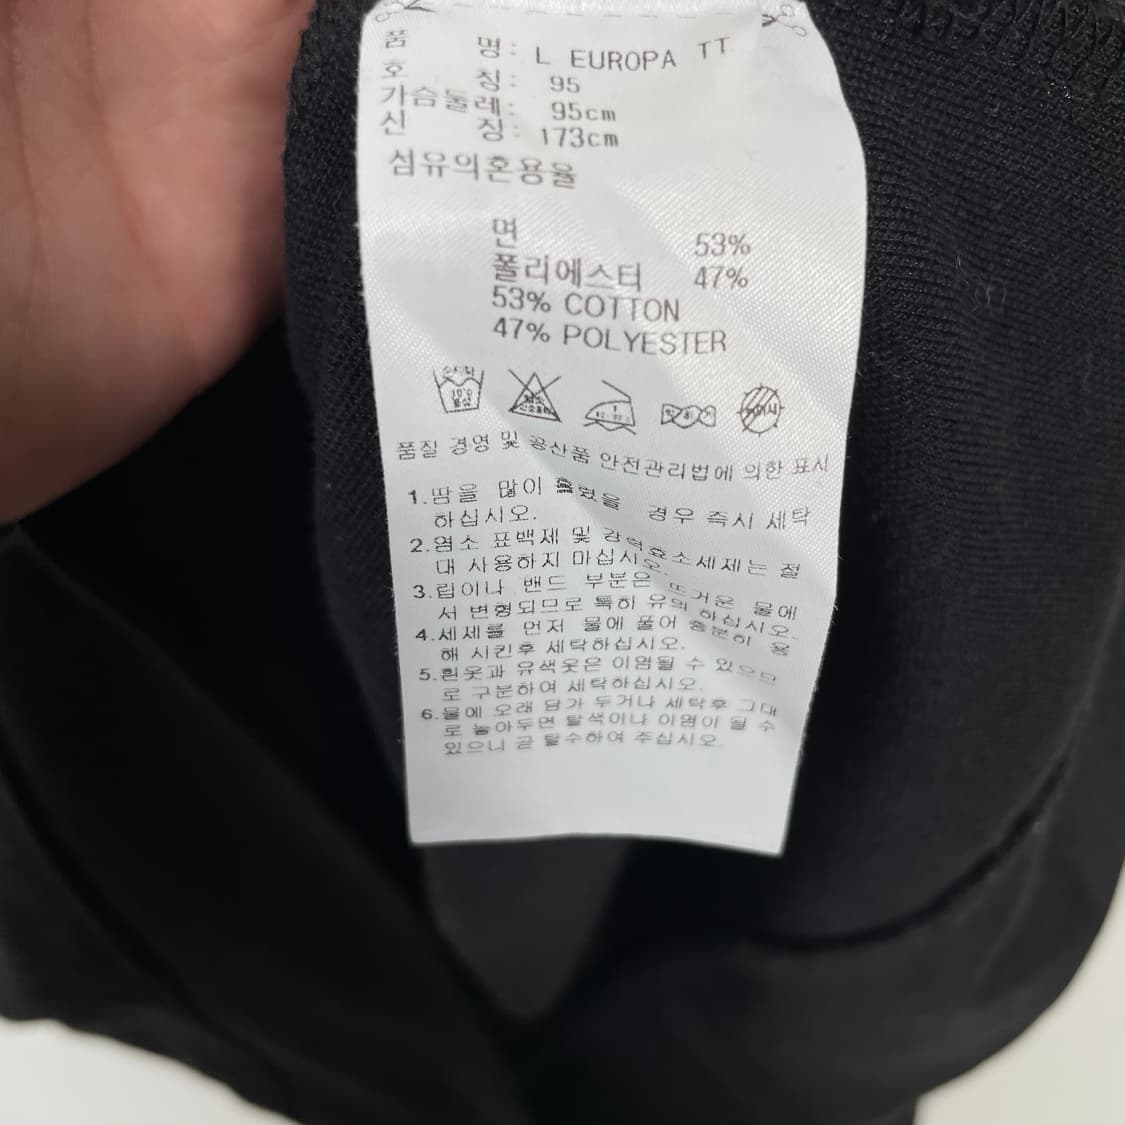 품 명: L EUROPA TT
호 칭: 95
가슴둘레: 95cm
신 장: 173cm
섬유의혼용율
면 53%
폴리에스터 47%
53% COTTON
47% POLYESTER
품질 경영 및 공산품 안전관리법에 의한 표시
1.땀을 많이 흘렸을 경우 즉시 세탁
하십시오.
2.염소 표백제 및 강력효소세제는 절
대 사용하지 마십시오.
3.립이나 밴드 부분은 뜨거운 물에
서 변형되므로 특히 유의 하십시오.
4.세세를 먼저 물에 풀어 충분히 용
해 시킨후 세탁하십시오.
5.흰옷과 유색옷은 이염될 수 있으므
로 구분하여 세탁하십시오.
6.물에 오래 담가 두거나 세탁후 그대
로 놓아두면 탈색이나 이염이 될 수
있으니 곧 탈수하여 주십시오.